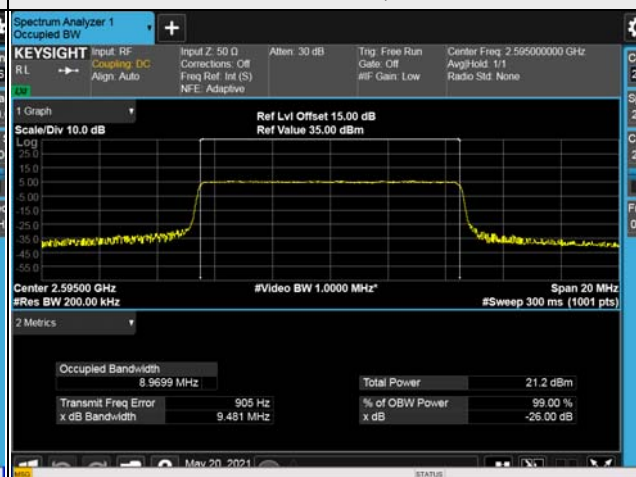 Spectrum Analyzer 1
Occupied BW
KEYSIGHT
Input: RF
Coupling: DC
Align: Auto
RL
Input Z: 50 Ω
Corrections: Off
Freq Ref: Int (S)
NFE: Adaptive
Atten: 30 dB
Trig: Free Run
Gate: Off
#IF Gain: Low
Center Freq: 2.595000000 GHz
Avg|Hold: 1/1
Radio Std: None
1 Graph
Scale/Div 10.0 dB
Ref Lvl Offset 15.00 dB
Ref Value 35.00 dBm
Log
25.0
15.0
5.00
-5.00
-15.0
-25.0
-35.0
-45.0
-55.0
Center 2.59500 GHz
#Res BW 200.00 kHz
#Video BW 1.0000 MHz*
Span 20 MHz
#Sweep 300 ms (1001 pts)
2 Metrics
Occupied Bandwidth
8.9699 MHz
Total Power 21.2 dBm
Transmit Freq Error 905 Hz
% of OBW Power 99.00 %
x dB Bandwidth 9.481 MHz
x dB -26.00 dB
May 20, 2021
MSG
STATUS